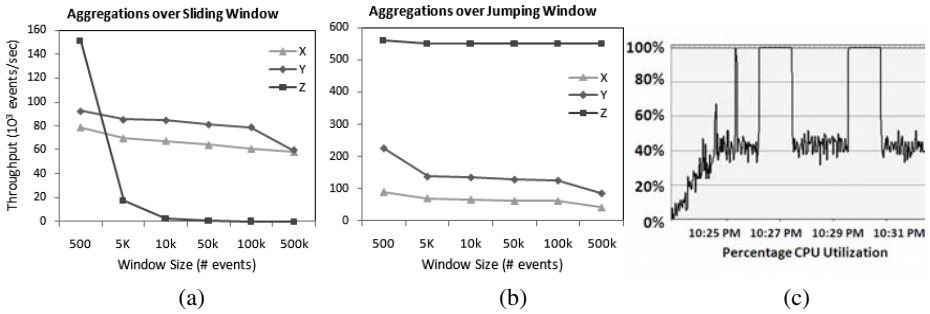 Aggregations over Sliding Window
Throughput (10³ events/sec)
160
140
120
100
80
60
40
20
0
X
Y
Z
500 5K 10k 50k 100k 500k
Window Size (# events)
(a)
Aggregations over Jumping Window
600
500
400
300
200
100
0
X
Y
Z
500 5K 10k 50k 100k 500k
Window Size (# events)
(b)
100%
80%
60%
40%
20%
0%
10:25 PM 10:27 PM 10:29 PM 10:31 PM
Percentage CPU Utilization
(c)